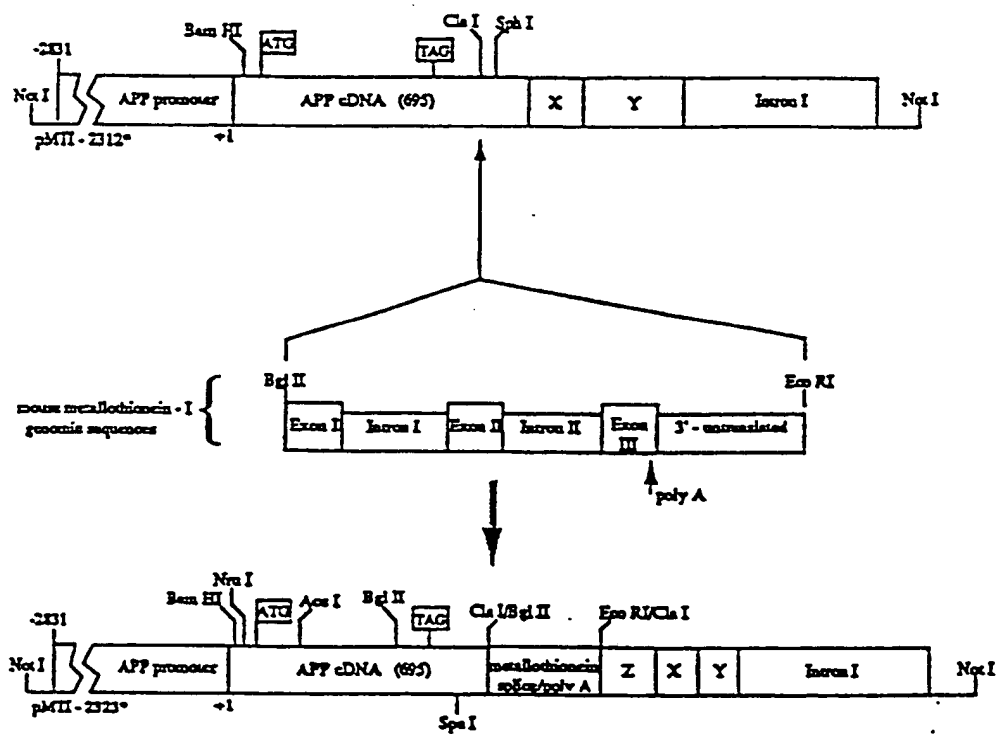 Cla I Sph I
Bam HI
ATG
-2831
TAG
Not I
APP promoter
APP cDNA (695)
X
Y
Intron I
Not I
pMTI - 2312*
+1
Bgl II
Eco RI
mouse metallothionein - I
genomic sequences
Exon I
Intron I
Exon II
Intron II
Exon
III
3' - untranslated
poly A
Nru I
Bam HI
ATG
Acc I
Bgl II
TAG
Cla I/Bgl II
Eco RI/Cla I
-2831
Not I
APP promoter
APP cDNA (695)
metallothionein
splice/poly A
Z
X
Y
Intron I
Not I
pMTI - 2323*
+1
Spe I